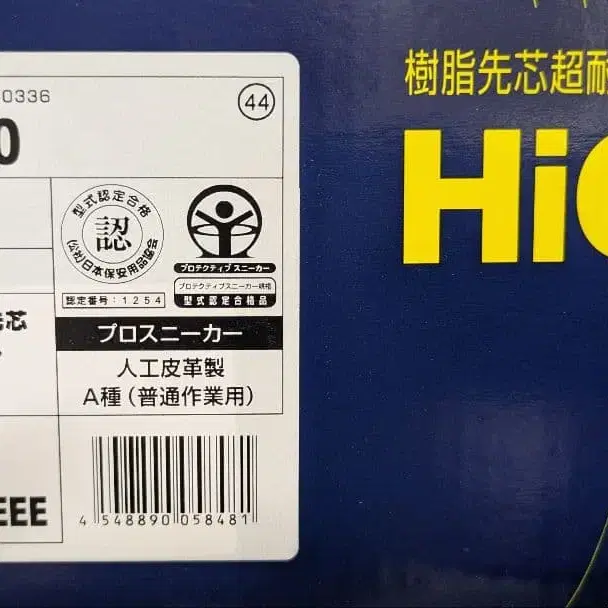 樹脂先芯超耐
HiG
0336
44
0
型式認定合格
認
(公社)日本保安用品協会
認定番号:1254
プロテクティブスニーカー
プロテクティブスニーカー規格
型式認定合格品
先芯
プロスニーカー
人工皮革製
A種(普通作業用)
EEE
4 548890 058481